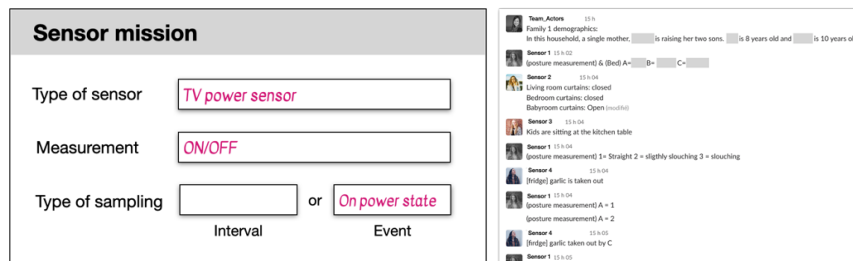 Sensor mission
Type of sensor
TV power sensor
Measurement
ON/OFF
Type of sampling
or
On power state
Interval
Event
Team_Actors 15 h
Family 1 demographics:
In this household, a single mother, is raising her two sons. is 8 years old and is 10 years ol
Sensor 1 15 h 02
(posture measurement) & (Bed) A= B= C=
Sensor 2 15 h 04
Living room curtains: closed
Bedroom curtains: closed
Babyroom curtains: Open (modifié)
Sensor 3 15 h 04
Kids are sitting at the kitchen table
Sensor 1 15 h 04
(posture measurement) 1= Straight 2 = sligthly slouching 3 = slouching
Sensor 4 15 h 04
[fridge] garlic is taken out
Sensor 1 15 h 04
(posture measurement) A = 1
(posture measurement) A = 2
Sensor 4 15 h 05
[firdge] garlic taken out by C
Sensor 1 15 h 05